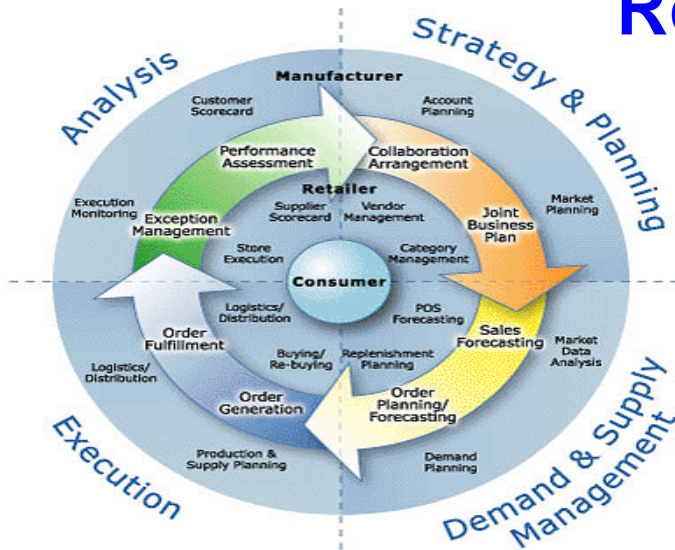 Re
Strategy & Planning
Analysis
Manufacturer
Customer
Scorecard
Account
Planning
Performance
Assessment
Collaboration
Arrangement
Retailer
Execution
Monitoring
Exception
Management
Supplier
Scorecard
Vendor
Management
Joint
Business
Plan
Market
Planning
Store
Execution
Category
Management
Consumer
Logistics/
Distribution
POS
Forecasting
Order
Fulfillment
Sales
Forecasting
Market
Data
Analysis
Buying/
Re-buying
Replenishment
Planning
Logistics/
Distribution
Order
Generation
Order
Planning/
Forecasting
Production &
Supply Planning
Demand
Planning
Execution
Demand & Supply
Management